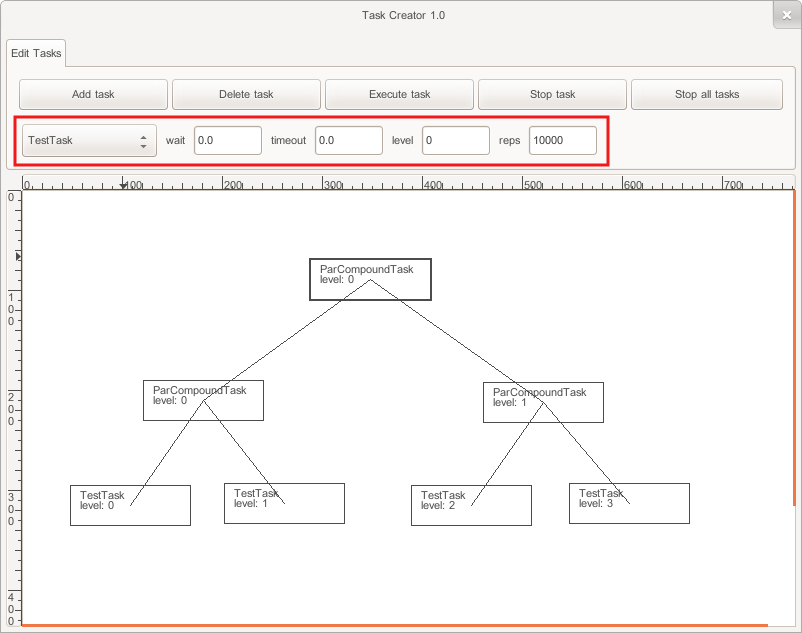 Task Creator 1.0
Edit Tasks
Add task Delete task Execute task Stop task Stop all tasks
TestTask wait 0.0 timeout 0.0 level 0 reps 10000
0 100 200 300 400 500 600 700
0
100
200
300
400
ParCompoundTask
level: 0
ParCompoundTask
level: 0
ParCompoundTask
level: 1
TestTask
level: 0
TestTask
level: 1
TestTask
level: 2
TestTask
level: 3